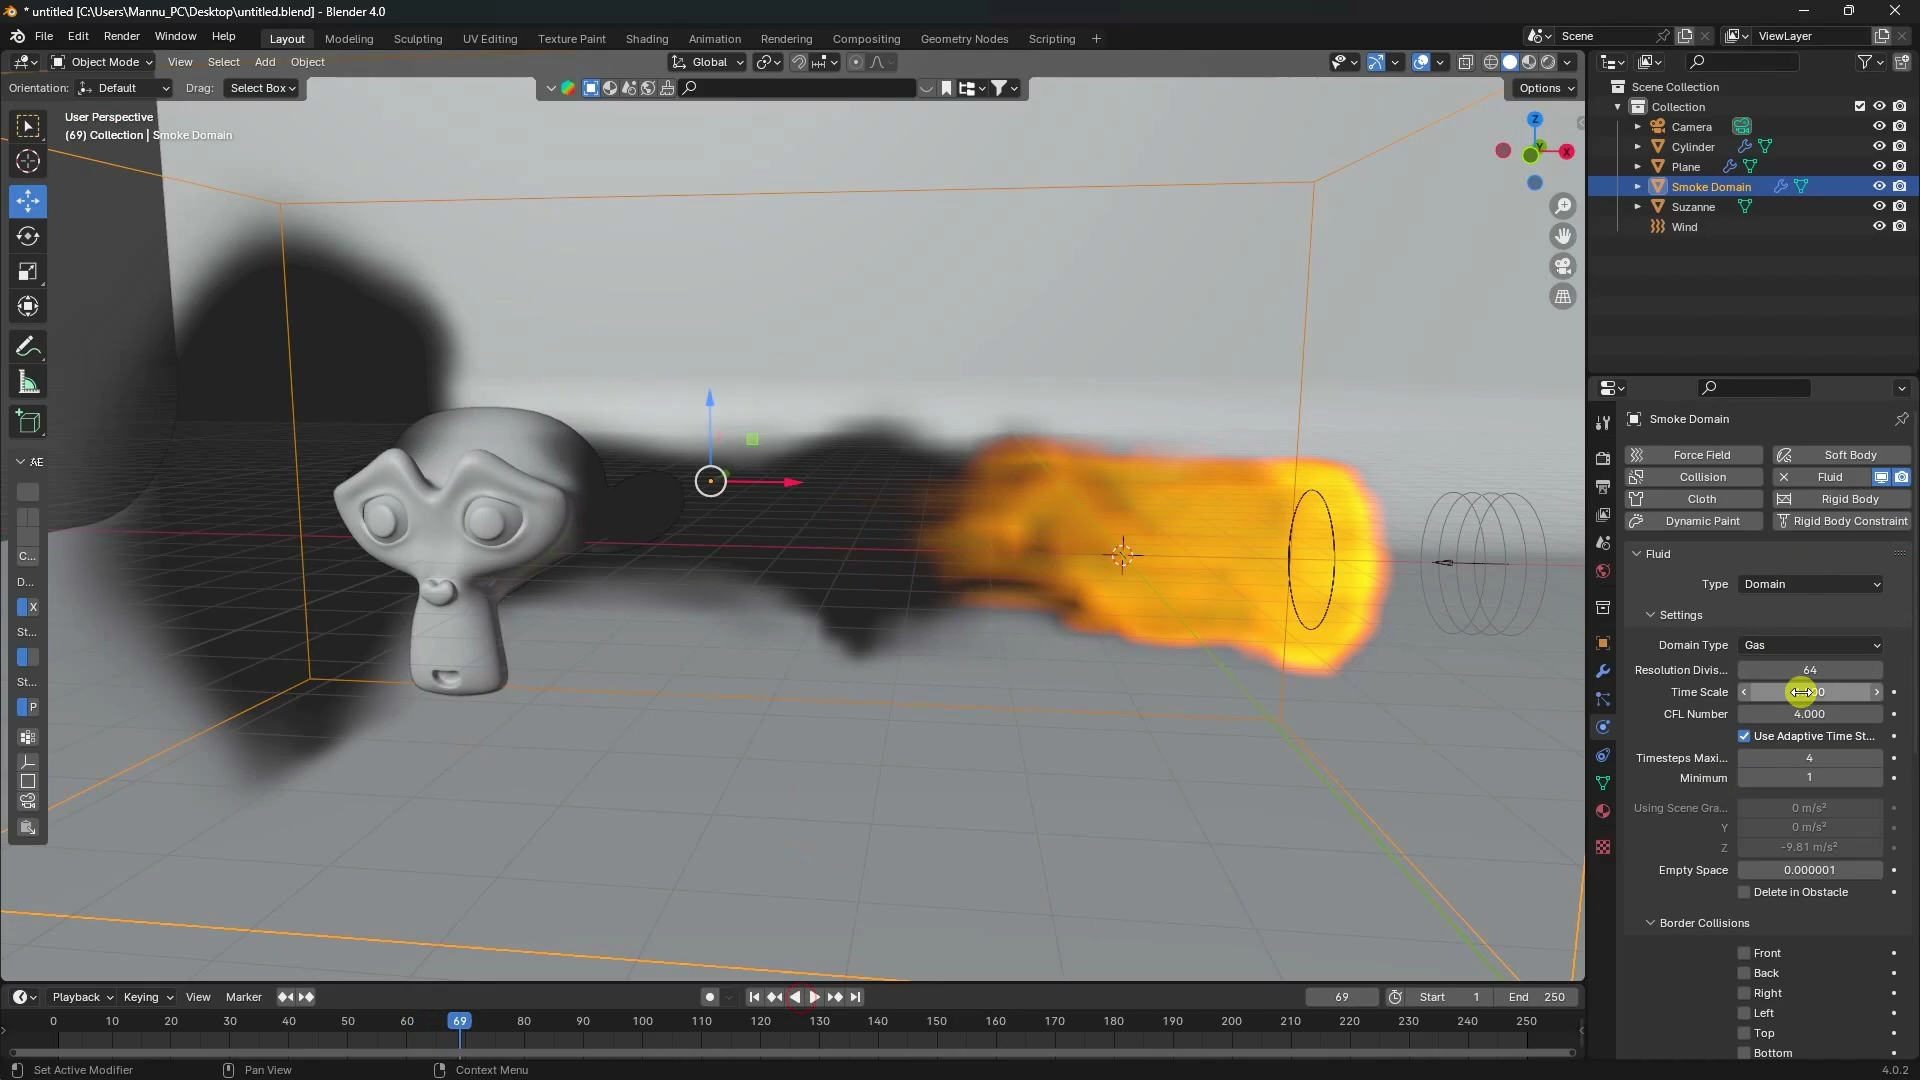 * untitled [C:\Users\Mannu_PC\Desktop\untitled.blend] - Blender 4.0
File Edit Render Window Help
Layout Modeling Sculpting UV Editing Texture Paint Shading Animation Rendering Compositing Geometry Nodes Scripting +
Scene
ViewLayer
Object Mode View Select Add Object
Global
Orientation: Default Drag: Select Box
Options
User Perspective
(69) Collection | Smoke Domain
Z
Y
X
AE
C...
D...
X
St...
St...
P
Scene Collection
Collection
Camera
Cylinder
Plane
Smoke Domain
Suzanne
Wind
Smoke Domain
Force Field Soft Body
Collision Fluid
Cloth Rigid Body
Dynamic Paint Rigid Body Constraint
Fluid
Type Domain
Settings
Domain Type Gas
Resolution Divis... 64
Time Scale
CFL Number 4.000
Use Adaptive Time St...
Timesteps Maxi... 4
Minimum 1
Using Scene Gra... 0 m/s²
Y 0 m/s²
Z -9.81 m/s²
Empty Space 0.000001
Delete in Obstacle
Border Collisions
Front
Back
Right
Left
Top
Bottom
Playback Keying View Marker
69 Start 1 End 250
0 10 20 30 40 50 60 69 80 90 100 110 120 130 140 150 160 170 180 190 200 210 220 230 240 250
Set Active Modifier Pan View Context Menu
4.0.2